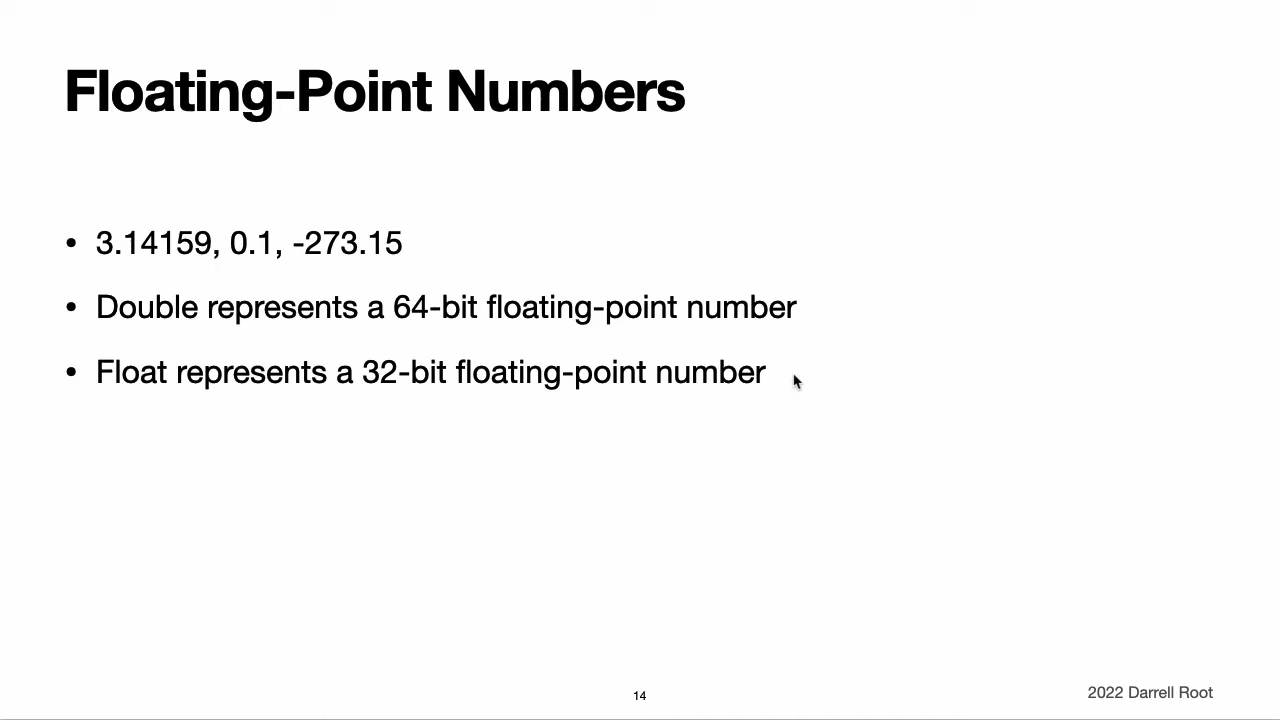 Floating-Point Numbers
• 3.14159, 0.1, -273.15
• Double represents a 64-bit floating-point number
• Float represents a 32-bit floating-point number
14
2022 Darrell Root